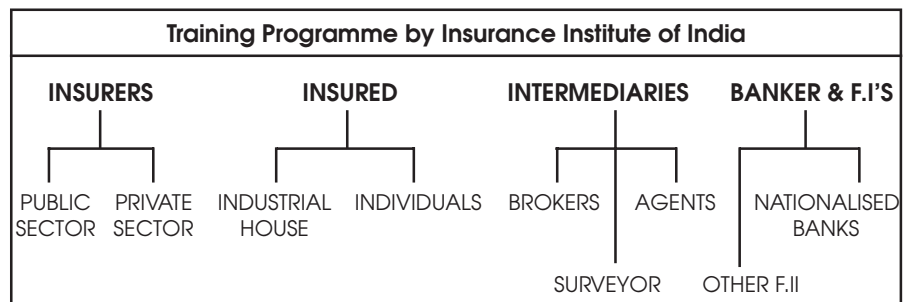 Training Programme by Insurance Institute of India
INSURERS INSURED INTERMEDIARIES BANKER & F.I'S
PUBLIC SECTOR PRIVATE SECTOR INDUSTRIAL HOUSE INDIVIDUALS BROKERS AGENTS NATIONALISED BANKS
SURVEYOR OTHER F.II